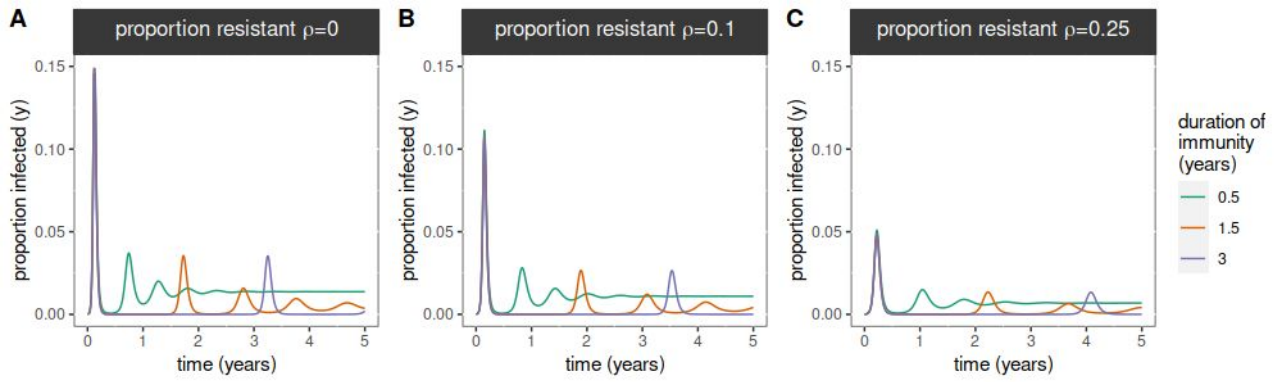 A
proportion resistant ρ=0
0.15
0.10
0.05
0.00
proportion infected (y)
0 1 2 3 4 5
time (years)
B
proportion resistant ρ=0.1
0.15
0.10
0.05
0.00
proportion infected (y)
0 1 2 3 4 5
time (years)
C
proportion resistant ρ=0.25
0.15
0.10
0.05
0.00
proportion infected (y)
0 1 2 3 4 5
time (years)
duration of
immunity
(years)
0.5
1.5
3